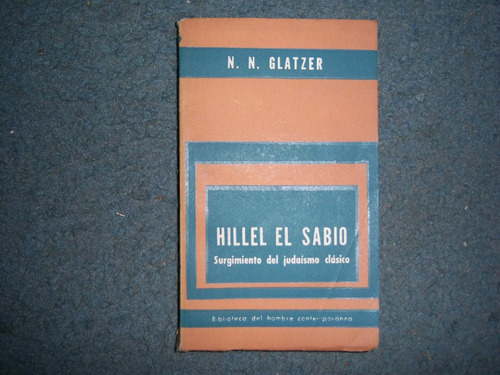 N. N. GLATZER
HILLEL EL SABIO
Surgimiento del judaísmo clásico
Biblioteca del hombre contemporáneo